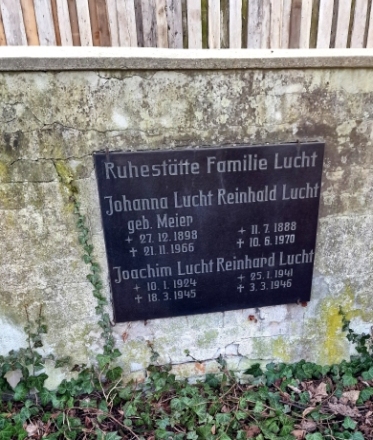 Ruhestätte Familie Lucht
Johanna Lucht Reinhald Lucht
geb. Meier
+ 27.12.1898 + 11.7.1888
+ 21.11.1966 + 10.6.1970
Joachim Lucht Reinhard Lucht
+ 10.1.1924 + 25.1.1941
+ 18.3.1945 + 3.3.1946